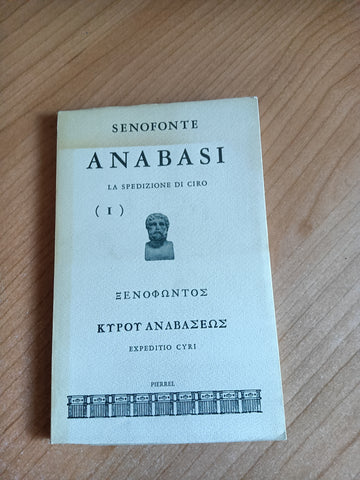 SENOFONTE
ANABASI
LA SPEDIZIONE DI CIRO
( I )
ΞΕΝΟΦΩΝΤΟΣ
ΚΥΡΟΥ ΑΝΑΒΑΣΕΩΣ
EXPEDITIO CYRI
PIERREL